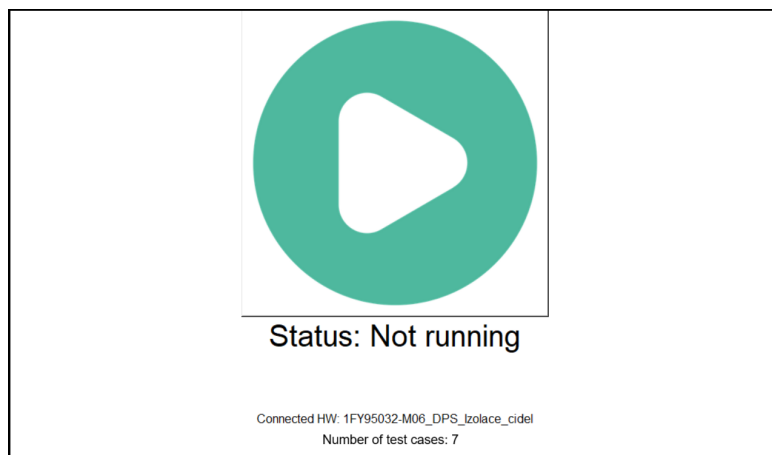 Status: Not running
Connected HW: 1FY95032-M06_DPS_Izolace_cidel
Number of test cases: 7